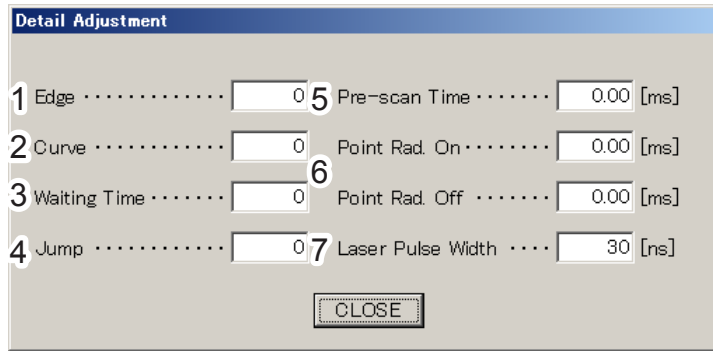 Detail Adjustment
1 Edge ············· 0 5 Pre-scan Time ······· 0.00 [ms]
2 Curve ············ 0 Point Rad. On ········ 0.00 [ms]
6
3 Waiting Time ······· 0 Point Rad. Off ······· 0.00 [ms]
4 Jump ············ 0 7 Laser Pulse Width ···· 30 [ns]
CLOSE